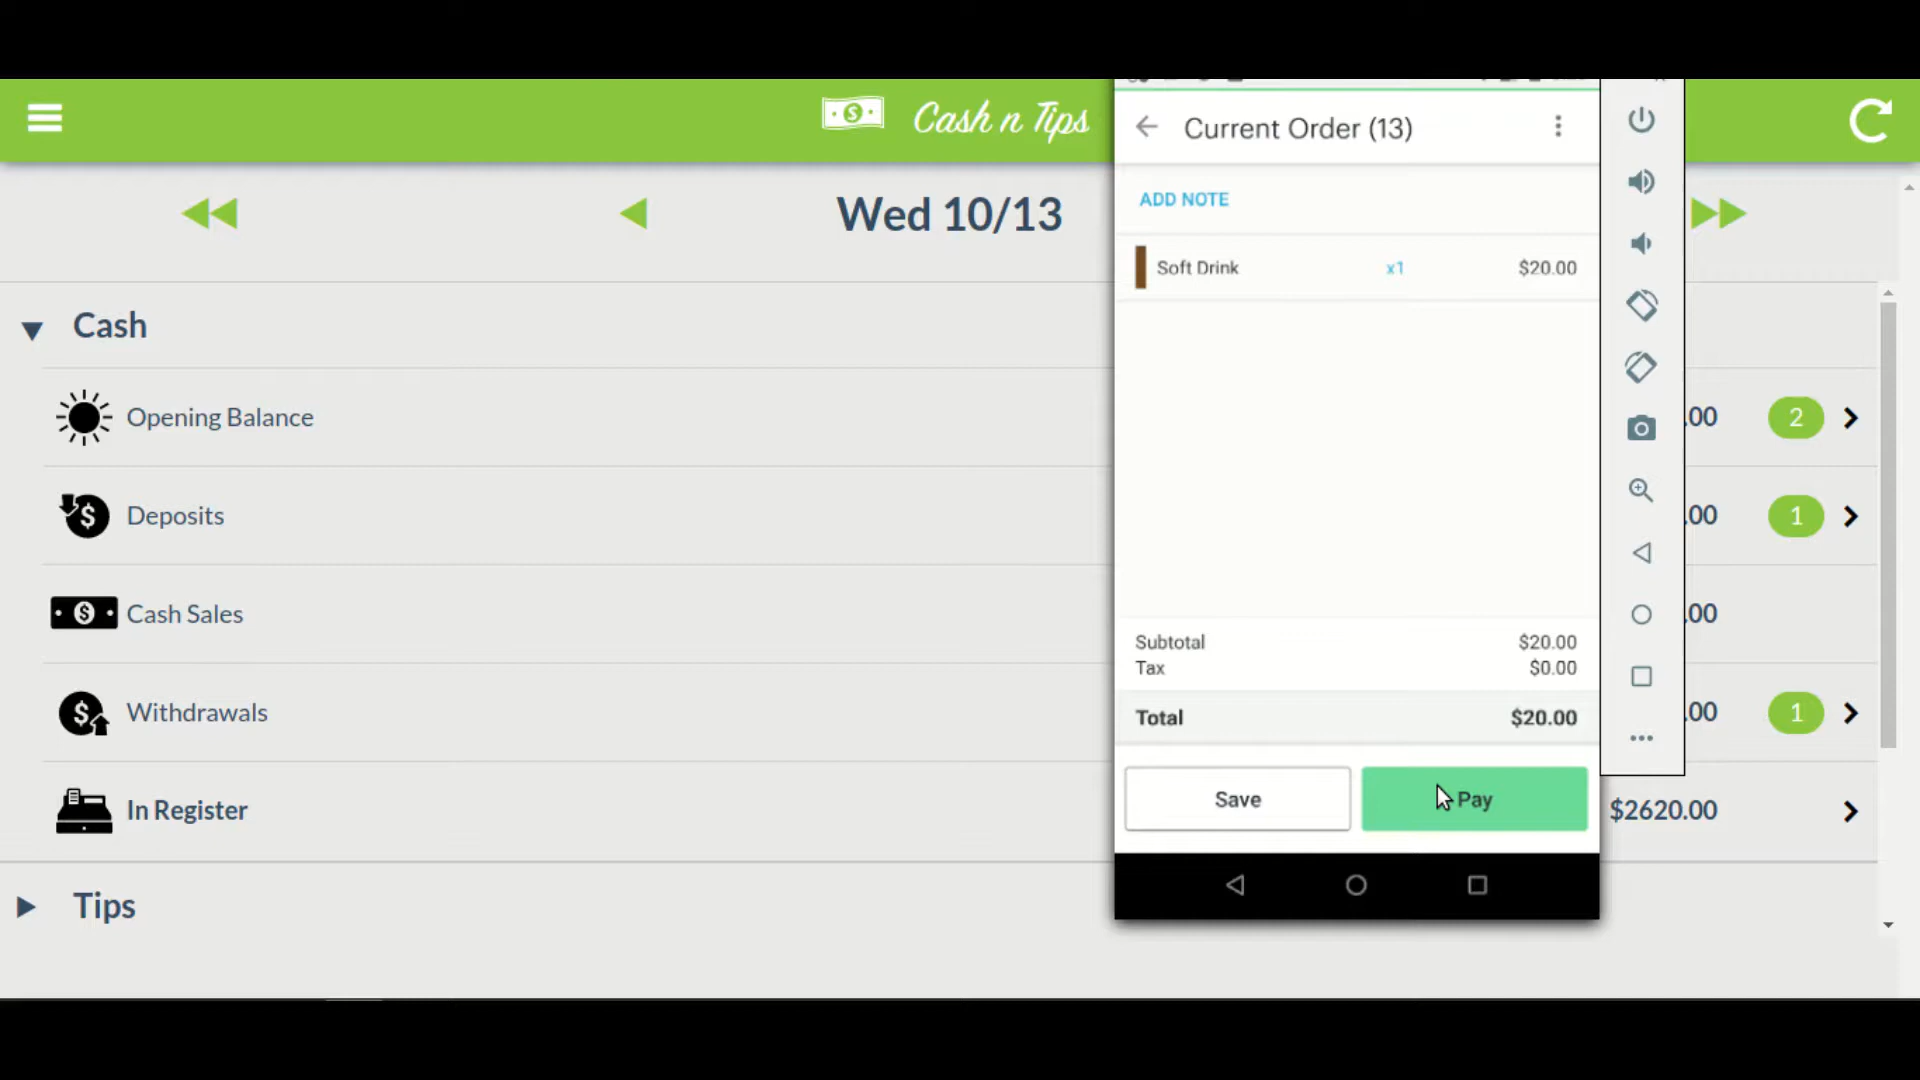 Cash n Tips
Wed 10/13
Cash
Opening Balance .00 2
Deposits .00 1
Cash Sales .00
Withdrawals .00 1
In Register $2620.00
Tips
Current Order (13)
ADD NOTE
Soft Drink x1 $20.00
Subtotal $20.00
Tax $0.00
Total $20.00
Save Pay